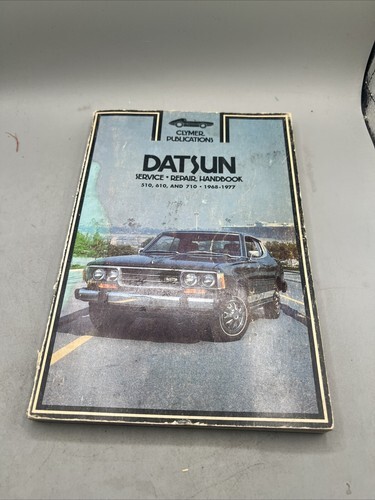 CLYMER
PUBLICATIONS
DATSUN
SERVICE • REPAIR HANDBOOK
510, 610, AND 710 • 1968-1977